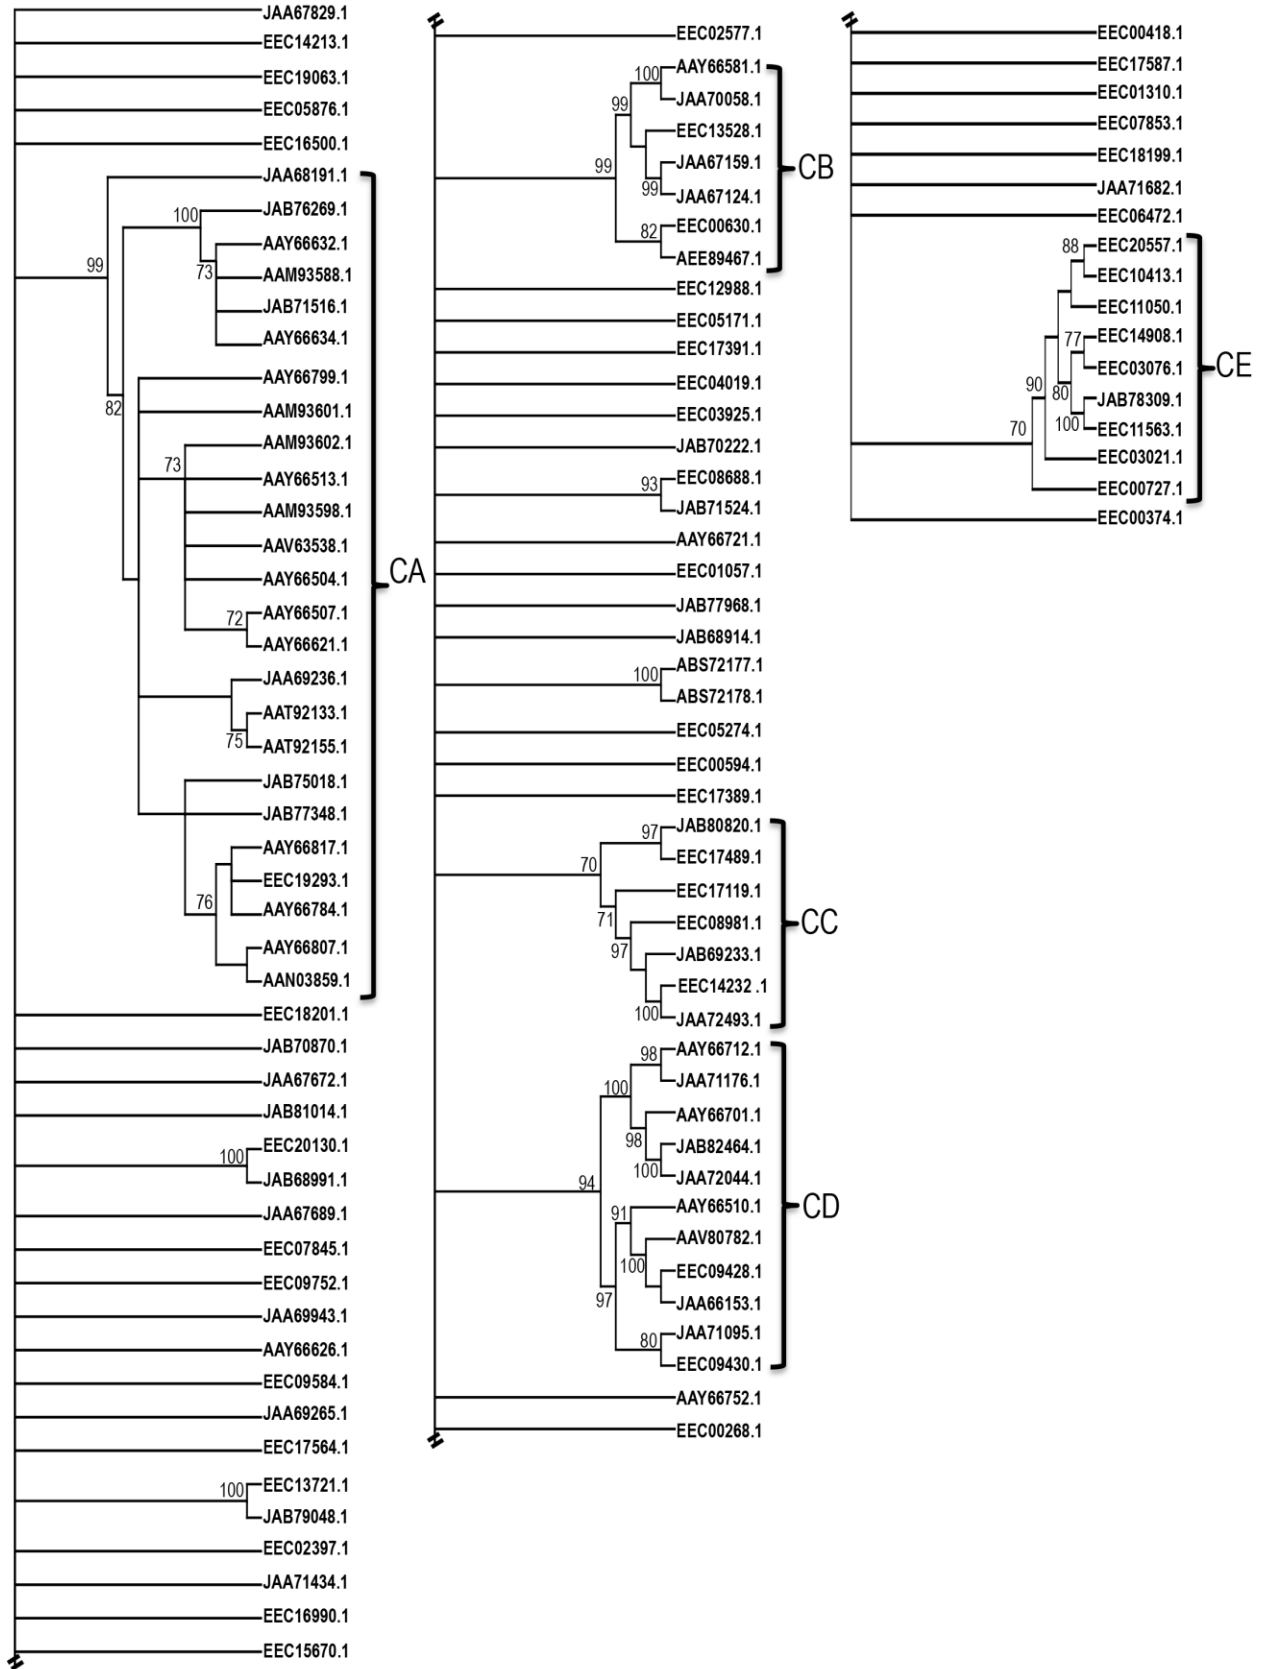 JAA67829.1
EEC14213.1
EEC19063.1
EEC05876.1
EEC16500.1
JAA68191.1
100
JAB76269.1
AAY66632.1
99
73
AAM93588.1
JAB71516.1
AAY66634.1
AAY66799.1
82
AAM93601.1
AAM93602.1
73
AAY66513.1
AAM93598.1
AAV63538.1
CA
AAY66504.1
72
AAY66507.1
AAY66621.1
JAA69236.1
AAT92133.1
75
AAT92155.1
JAB75018.1
JAB77348.1
AAY66817.1
EEC19293.1
76
AAY66784.1
AAY66807.1
AAN03859.1
EEC18201.1
JAB70870.1
JAA67672.1
JAB81014.1
EEC20130.1
100
JAB68991.1
JAA67689.1
EEC07845.1
EEC09752.1
JAA69943.1
AAY66626.1
EEC09584.1
JAA69265.1
EEC17564.1
EEC13721.1
100
JAB79048.1
EEC02397.1
JAA71434.1
EEC16990.1
EEC15670.1
EEC02577.1
AAY66581.1
100
JAA70058.1
99
EEC13528.1
99
JAA67159.1
CB
99
JAA67124.1
EEC00630.1
82
AEE89467.1
EEC12988.1
EEC05171.1
EEC17391.1
EEC04019.1
EEC03925.1
JAB70222.1
EEC08688.1
93
JAB71524.1
AAY66721.1
EEC01057.1
JAB77968.1
JAB68914.1
ABS72177.1
100
ABS72178.1
EEC05274.1
EEC00594.1
EEC17389.1
JAB80820.1
97
EEC17489.1
70
EEC17119.1
71
EEC08981.1
CC
97
JAB69233.1
EEC14232 .1
100
JAA72493.1
AAY66712.1
98
JAA71176.1
100
AAY66701.1
98
JAB82464.1
100
JAA72044.1
94
AAY66510.1
CD
91
AAV80782.1
100
EEC09428.1
97
JAA66153.1
JAA71095.1
80
EEC09430.1
AAY66752.1
EEC00268.1
EEC00418.1
EEC17587.1
EEC01310.1
EEC07853.1
EEC18199.1
JAA71682.1
EEC06472.1
88
EEC20557.1
EEC10413.1
EEC11050.1
77
EEC14908.1
EEC03076.1
CE
90
80
JAB78309.1
100
EEC11563.1
70
EEC03021.1
EEC00727.1
EEC00374.1